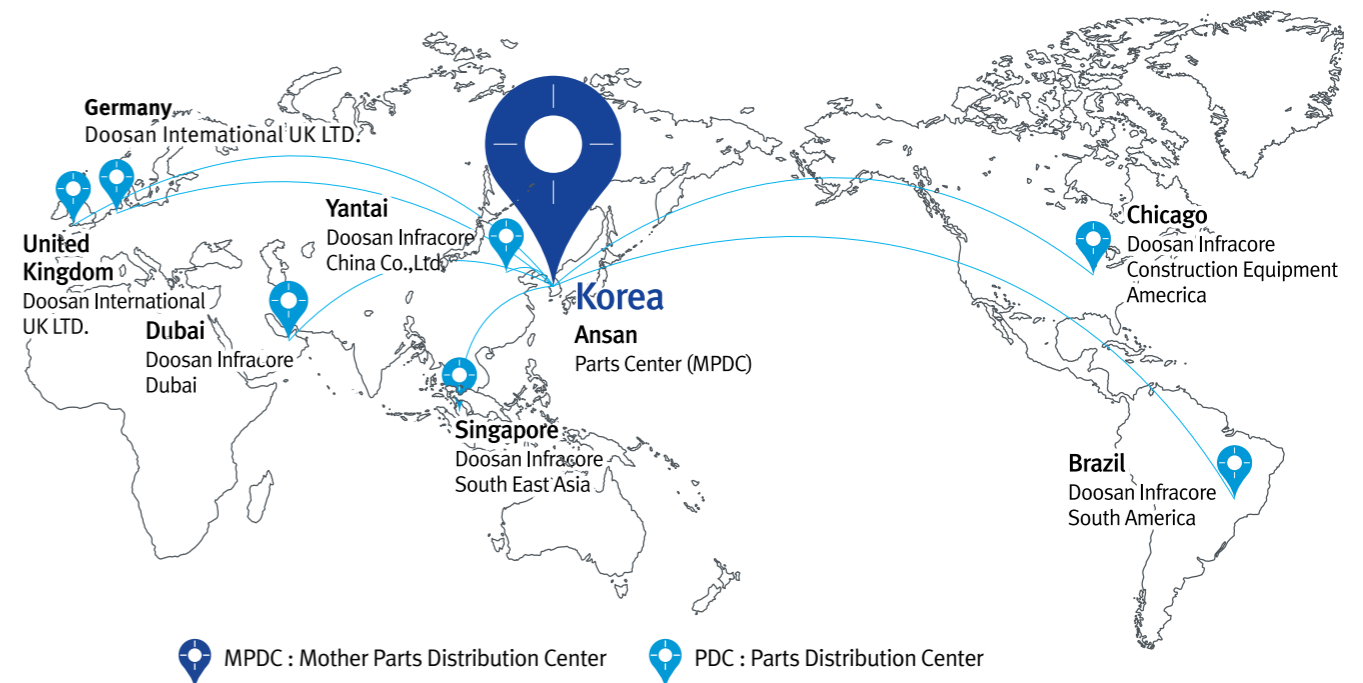 Germany
Doosan Intemational UK LTD.
United
Kingdom
Doosan International
UK LTD.
Yantai
Doosan Infracore
China Co.,Ltd.
Dubai
Doosan Infracore
Dubai
Korea
Ansan
Parts Center (MPDC)
Singapore
Doosan Infracore
South East Asia
Chicago
Doosan Infracore
Construction Equipment
Amecrica
Brazil
Doosan Infracore
South America
MPDC : Mother Parts Distribution Center
PDC : Parts Distribution Center